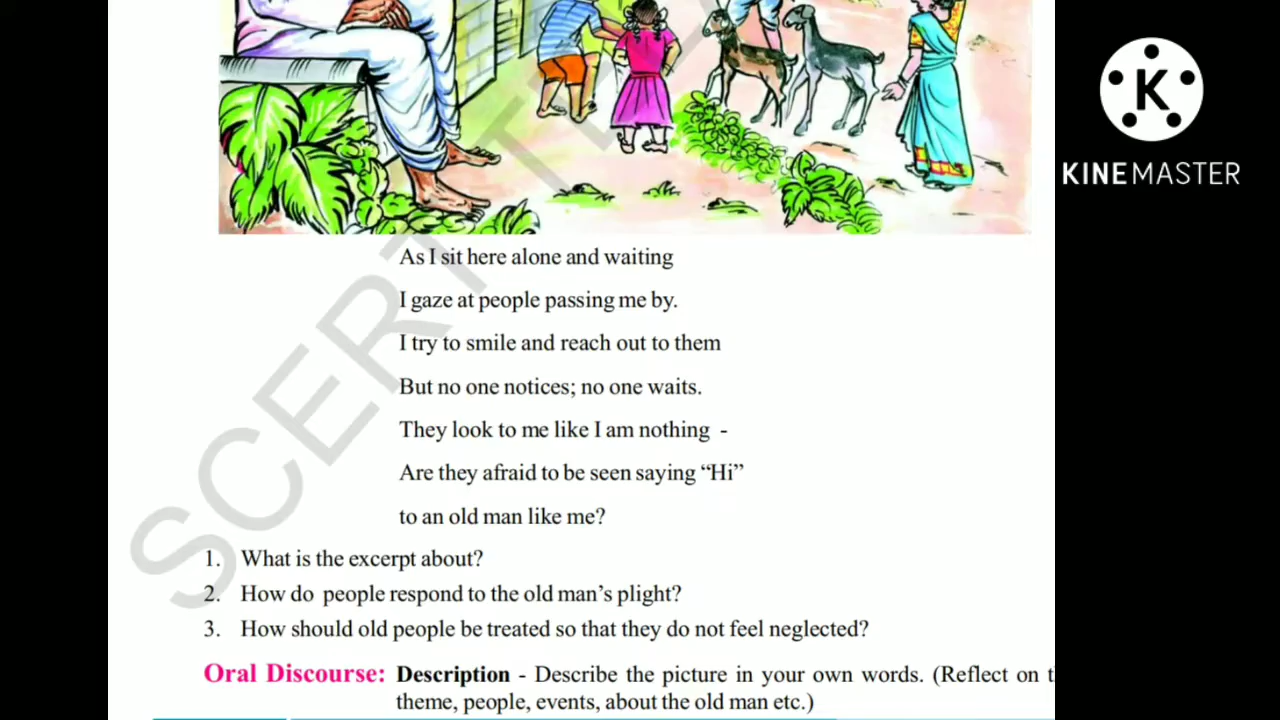 K
KINEMASTER
As I sit here alone and waiting
I gaze at people passing me by.
I try to smile and reach out to them
But no one notices; no one waits.
They look to me like I am nothing -
Are they afraid to be seen saying “Hi”
to an old man like me?
1. What is the excerpt about?
2. How do people respond to the old man’s plight?
3. How should old people be treated so that they do not feel neglected?
Oral Discourse: Description - Describe the picture in your own words. (Reflect on
theme, people, events, about the old man etc.)
SCERT